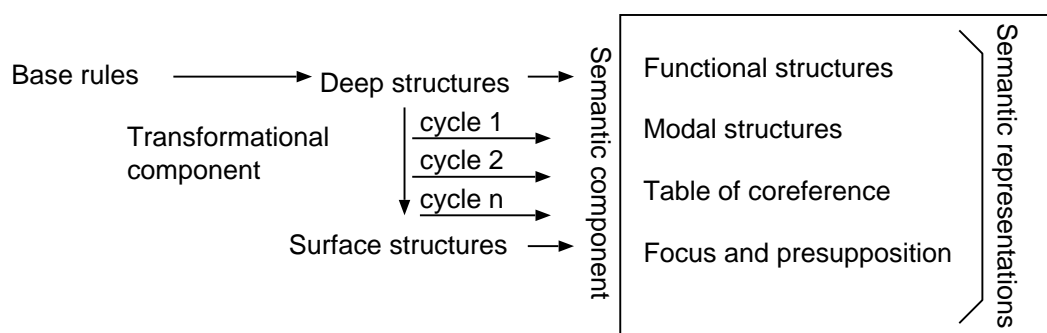 Base rules
Deep structures
Transformational
component
cycle 1
cycle 2
cycle n
Surface structures
Semantic component
Functional structures
Modal structures
Table of coreference
Focus and presupposition
Semantic representations